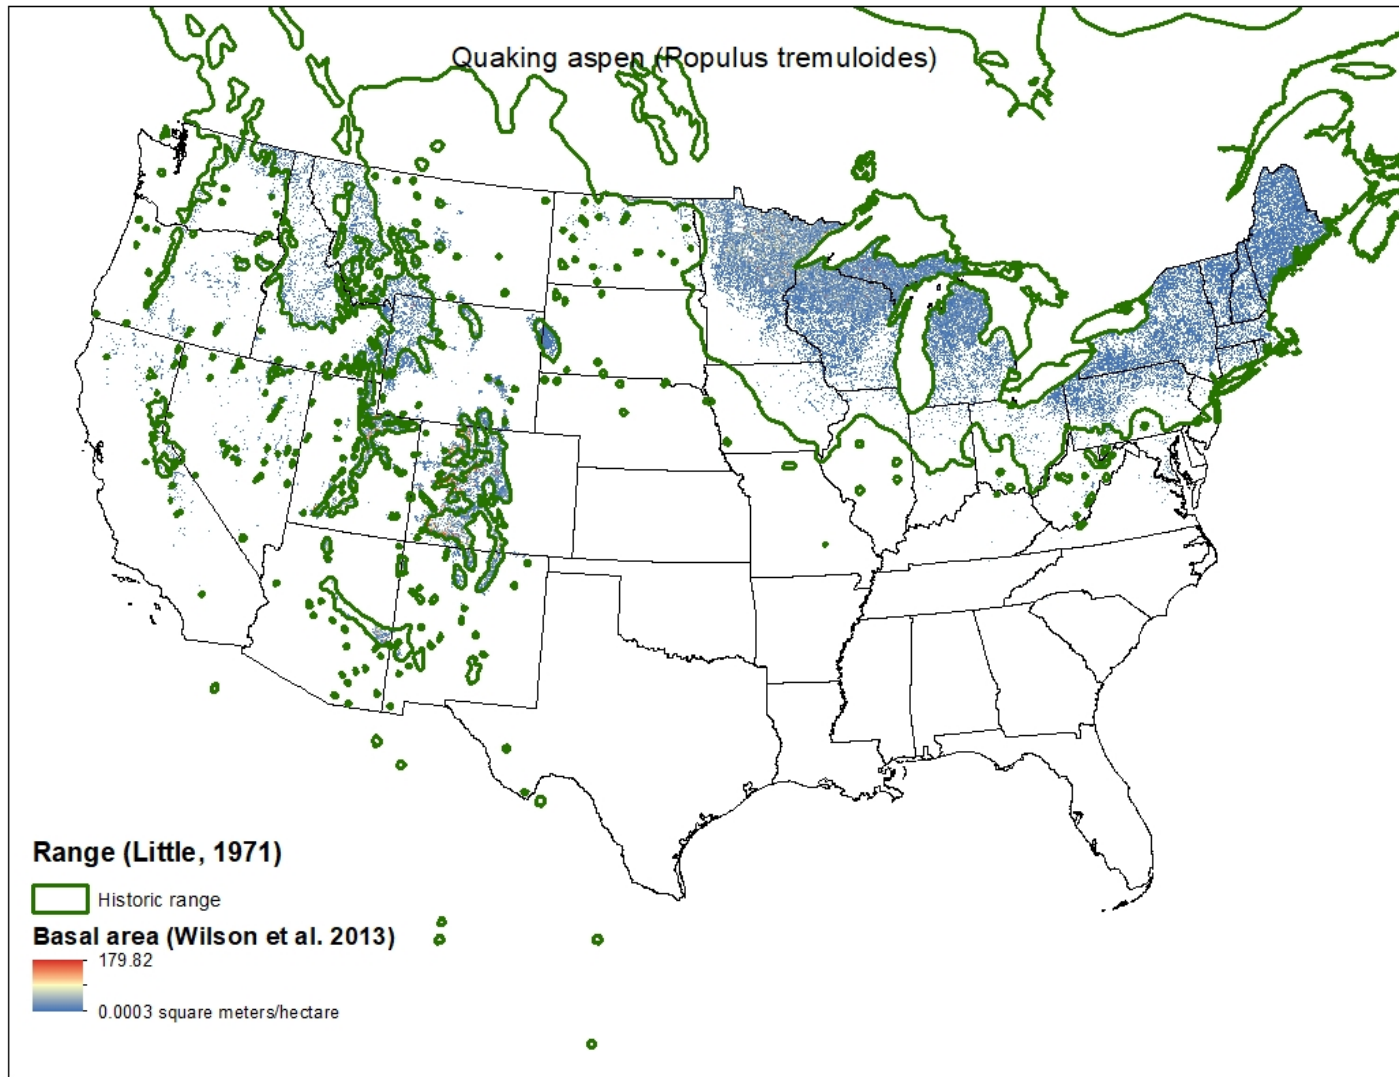 Quaking aspen (Populus tremuloides)
Range (Little, 1971)
Historic range
Basal area (Wilson et al. 2013)
179.82
0.0003 square meters/hectare